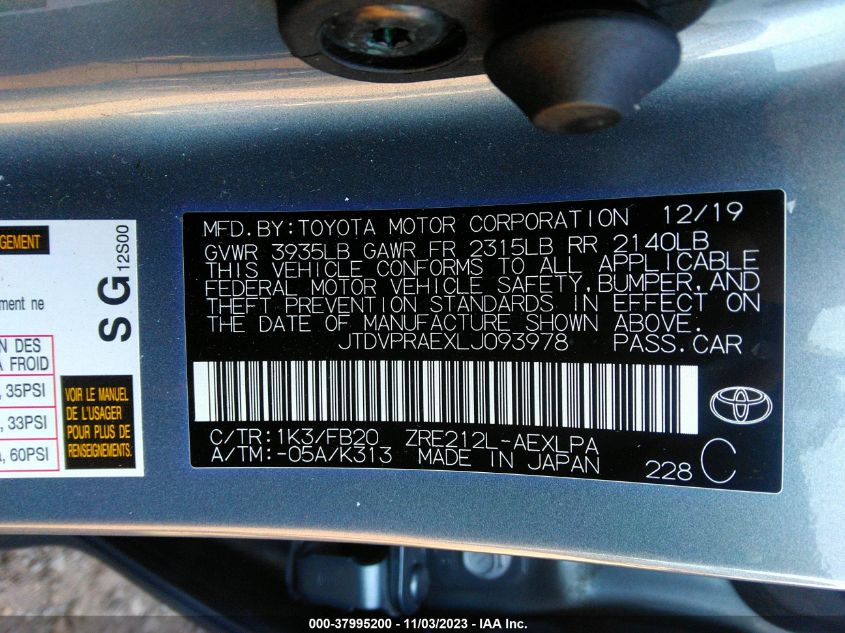 MFD. BY: TOYOTA MOTOR CORPORATION 12/19
GVWR 3935LB GAWR FR 2315LB RR 2140LB
THIS VEHICLE CONFORMS TO ALL APPLICABLE
FEDERAL MOTOR VEHICLE SAFETY, BUMPER, AND
THEFT PREVENTION STANDARDS IN EFFECT ON
THE DATE OF MANUFACTURE SHOWN ABOVE.
JTDVPRAEXLJ093978 PASS. CAR
C/TR: 1K3/FB20 ZRE212L-AEXLPA
A/TM: -05A/K313 MADE IN JAPAN
228 C
GEMENT
ment ne
N DES
A FROID
, 35PSI
, 33PSI
, 60PSI
SG
12S00
VOIR LE MANUEL
DE L'USAGER
POUR PLUS DE
RENSEIGNEMENTS.
000-37995200 - 11/03/2023 - IAA Inc.